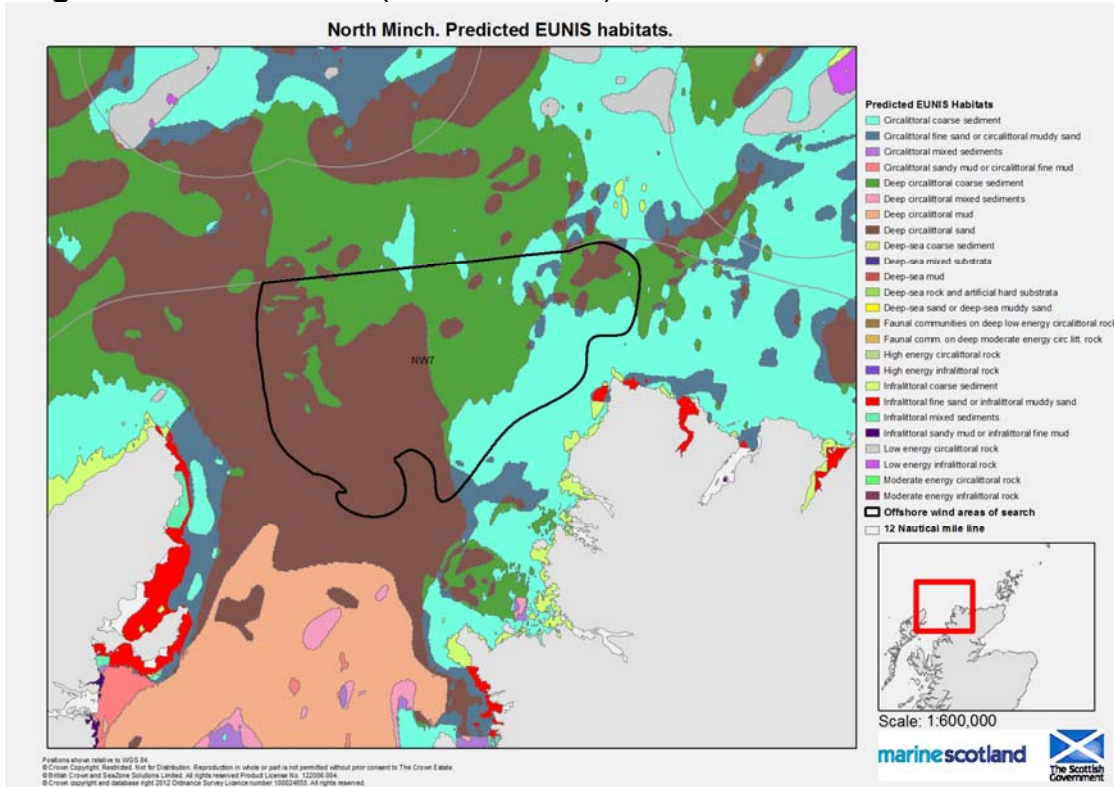 North Minch. Predicted EUNIS habitats.
NW7
Predicted EUNIS Habitats
Circalittoral coarse sediment
Circalittoral fine sand or circalittoral muddy sand
Circalittoral mixed sediments
Circalittoral sandy mud or circalittoral fine mud
Deep circalittoral coarse sediment
Deep circalittoral mixed sediments
Deep circalittoral mud
Deep circalittoral sand
Deep-sea coarse sediment
Deep-sea mixed substrata
Deep-sea mud
Deep-sea rock and artificial hard substrata
Deep-sea sand or deep-sea muddy sand
Faunal communities on deep low energy circalittoral rock
Faunal comm. on deep moderate energy circ.litt. rock
High energy circalittoral rock
High energy infralittoral rock
Infralittoral coarse sediment
Infralittoral fine sand or infralittoral muddy sand
Infralittoral mixed sediments
Infralittoral sandy mud or infralittoral fine mud
Low energy circalittoral rock
Low energy infralittoral rock
Moderate energy circalittoral rock
Moderate energy infralittoral rock
Offshore wind areas of search
12 Nautical mile line
Scale: 1:600,000
marinescotland
The Scottish
Government
Positions shown relative to WGS 84.
© Crown Copyright. Restricted. Not for Distribution. Reproduction in whole or part is not permitted without prior consent to The Crown Estate.
© British Crown and SeaZone Solutions Limited. All rights reserved Product License No. 122006.004
© Crown copyright and database right 2012 Ordnance Survey Licence number 100024655. All rights reserved.